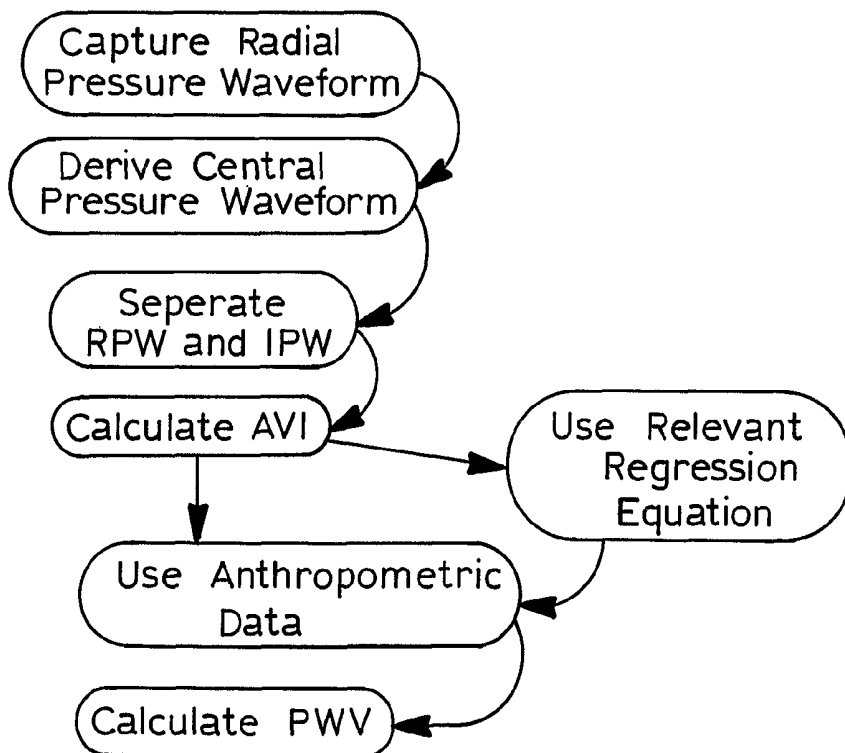 Capture Radial
Pressure Waveform
Derive Central
Pressure Waveform
Seperate
RPW and IPW
Calculate AVI
Use Relevant
Regression
Equation
Use Anthropometric
Data
Calculate PWV